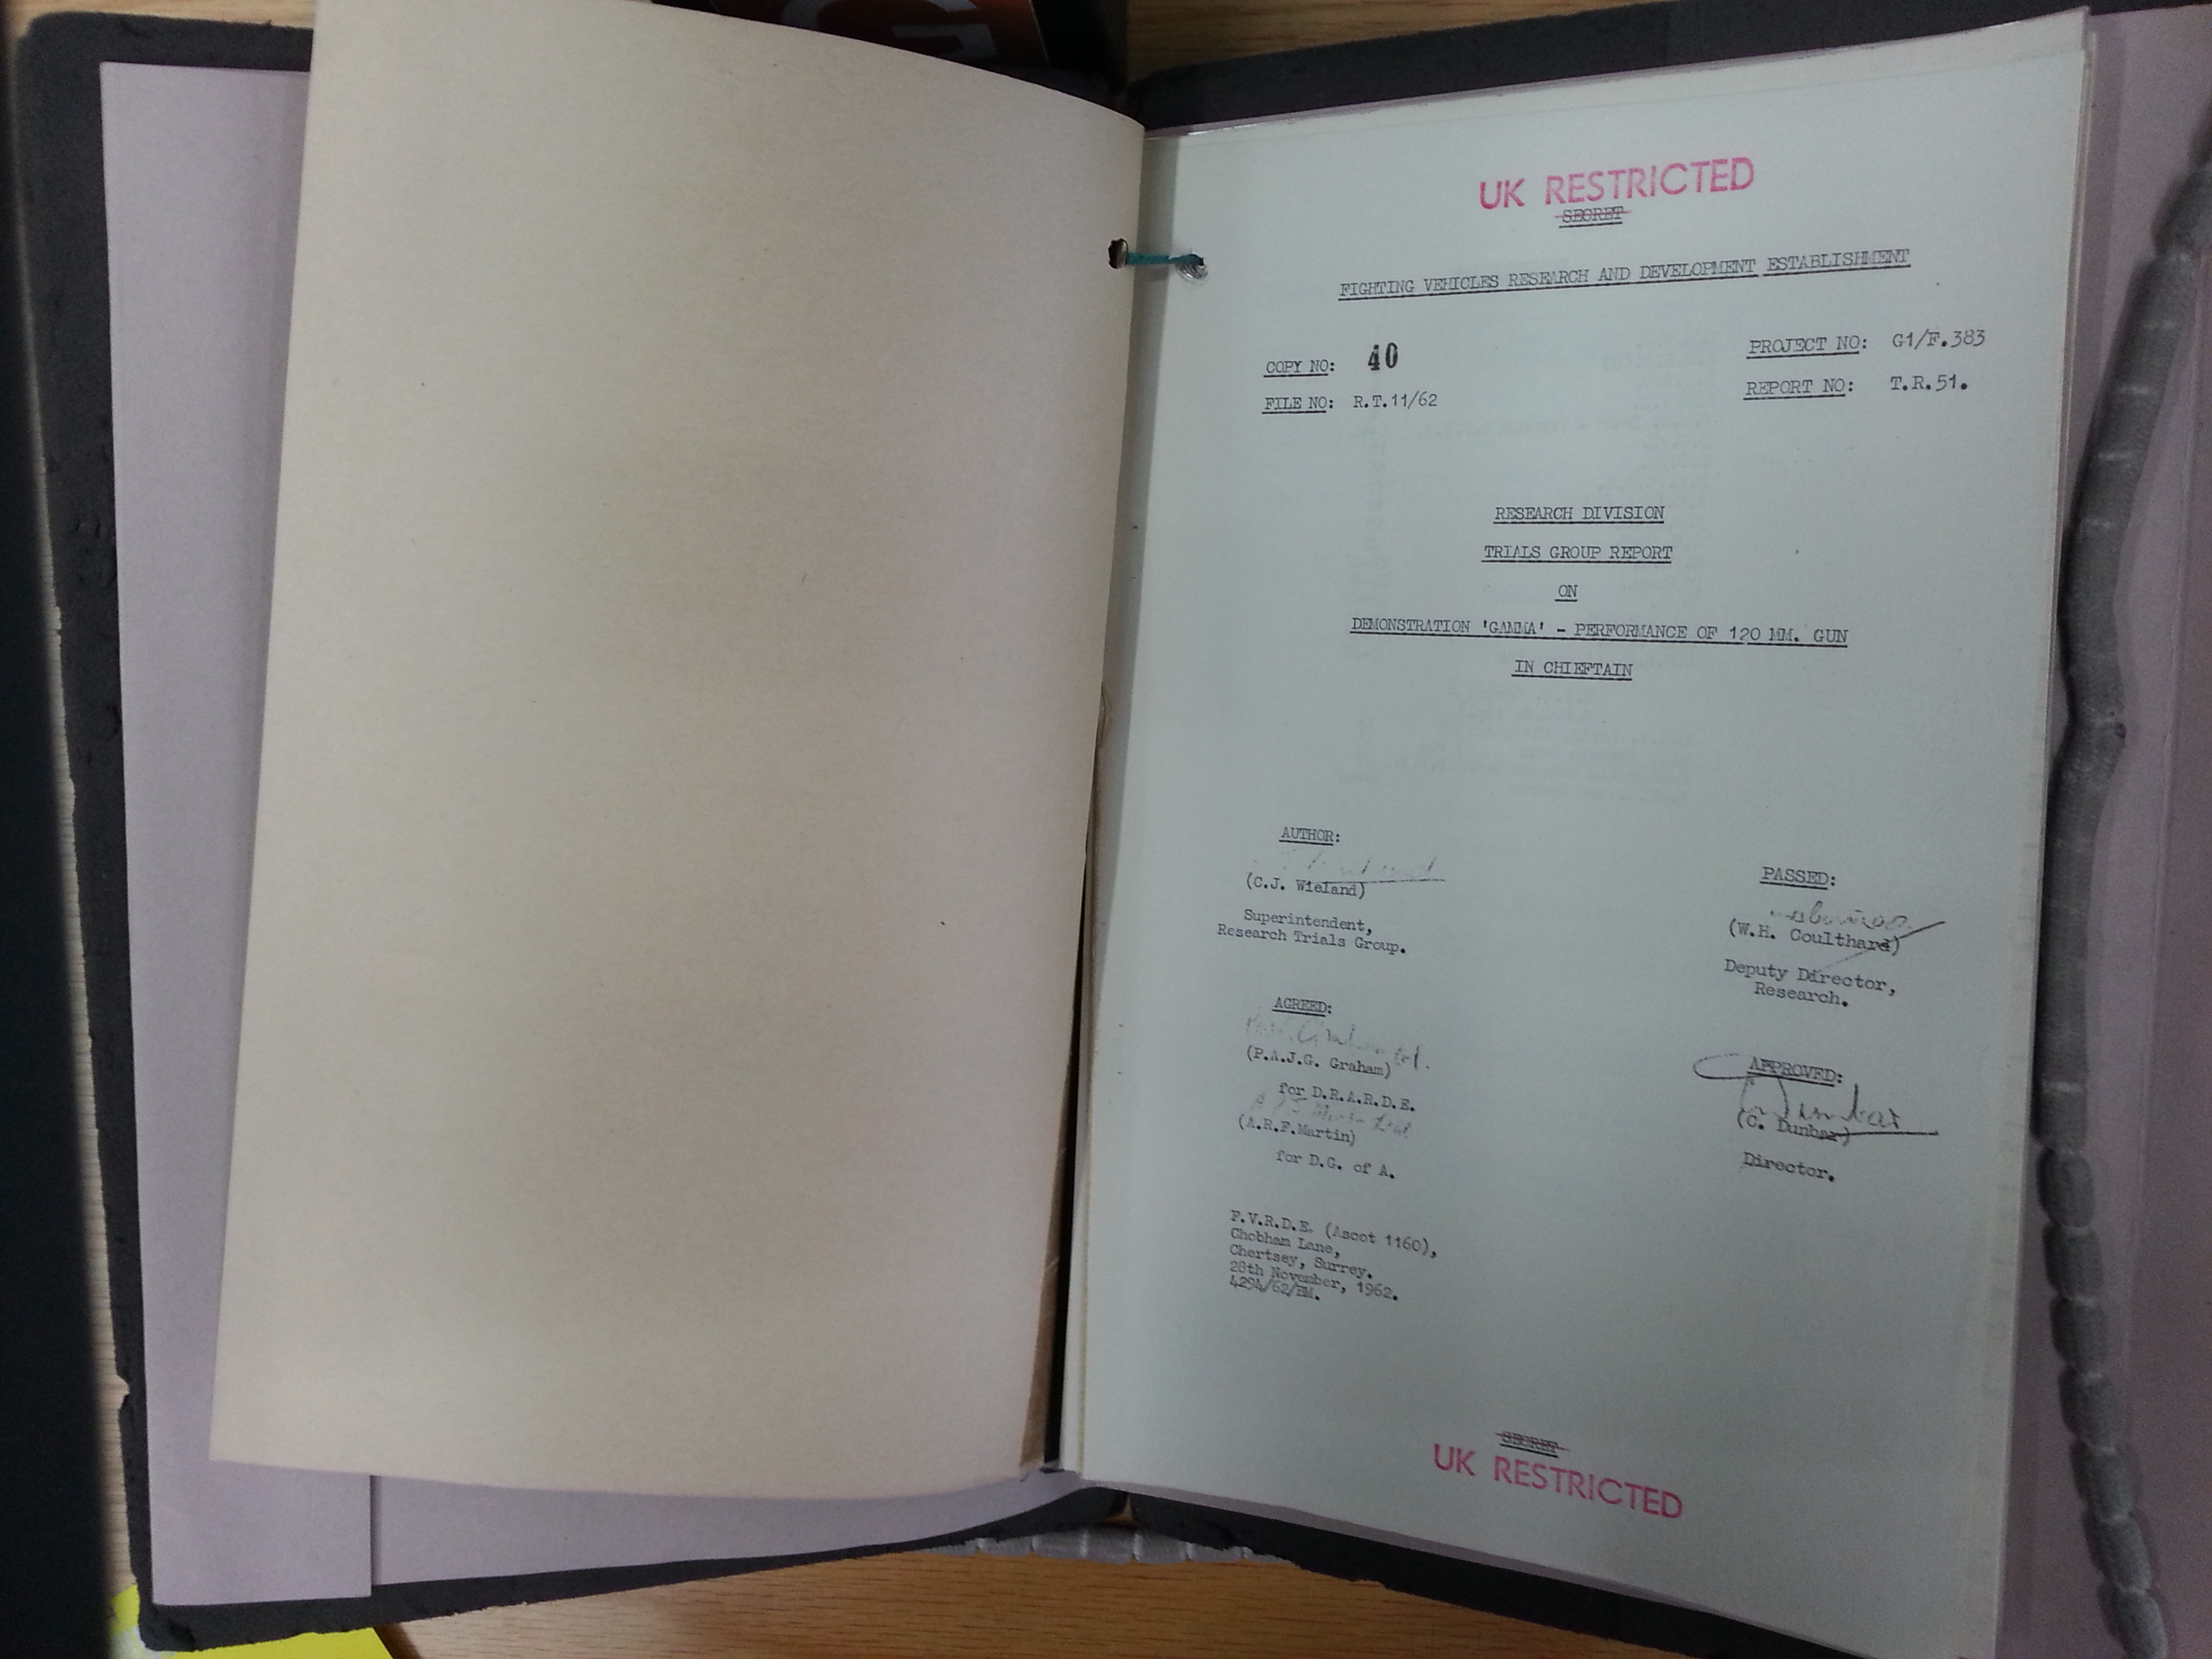 UK RESTRICTED
SECRET
FIGHTING VEHICLES RESEARCH AND DEVELOPMENT ESTABLISHMENT
COPY NO: 40
PROJECT NO: G1/F.383
FILE NO: R.T.11/62
REPORT NO: T.R.51.
RESEARCH DIVISION
TRIALS GROUP REPORT
ON
DEMONSTRATION 'GAMMA' - PERFORMANCE OF 120 MM. GUN
IN CHIEFTAIN
AUTHOR:
(C.J. Wieland)
Superintendent,
Research Trials Group.
PASSED:
(W.H. Coulthard)
Deputy Director,
Research.
AGREED:
(P.A.J.G. Graham)
for D.R.A.R.D.E.
(A.R.F.Martin)
for D.G. of A.
APPROVED:
(C. Dunbar)
Director.
F.V.R.D.E. (Ascot 1160),
Chobham Lane,
Chertsey, Surrey.
28th November, 1962.
4294/62/HM.
SECRET
UK RESTRICTED